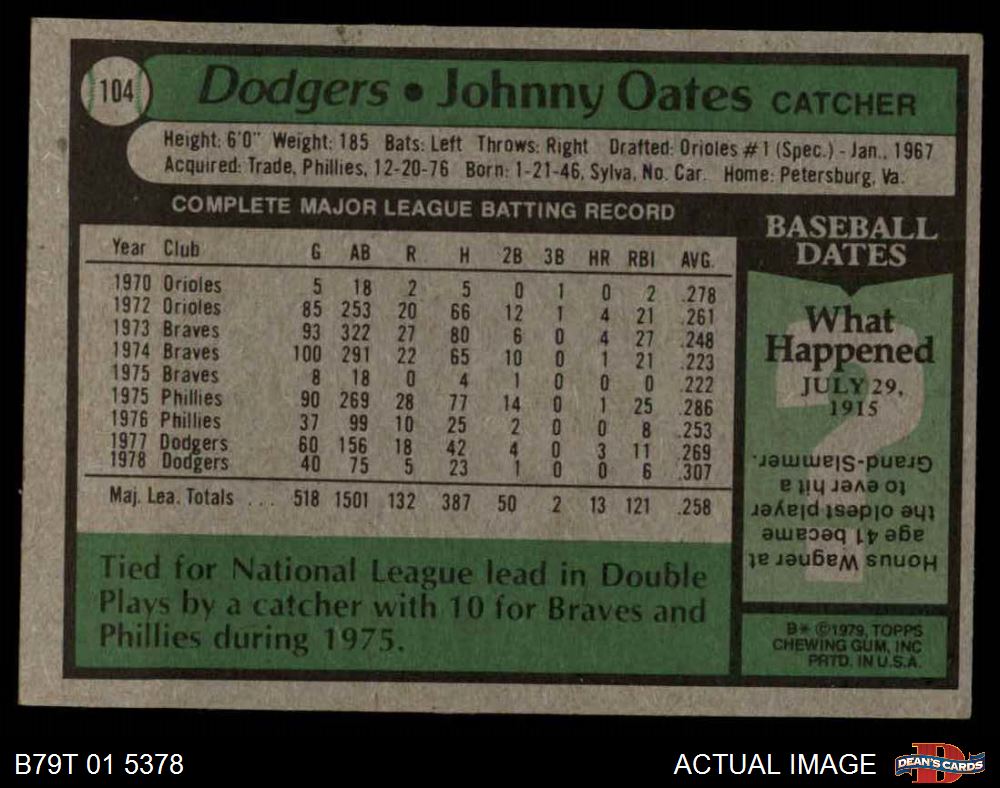 104
Dodgers • Johnny Oates CATCHER
Height: 6'0" Weight: 185 Bats: Left Throws: Right Drafted: Orioles #1 (Spec.) - Jan., 1967
Acquired: Trade, Phillies, 12-20-76 Born: 1-21-46, Sylva, No. Car. Home: Petersburg, Va.
COMPLETE MAJOR LEAGUE BATTING RECORD
Year Club G AB R H 2B 3B HR RBI AVG.
1970 Orioles 5 18 2 5 0 1 0 2 .278
1972 Orioles 85 253 20 66 12 1 4 21 .261
1973 Braves 93 322 27 80 6 0 4 27 .248
1974 Braves 100 291 22 65 10 0 1 21 .223
1975 Braves 8 18 0 4 1 0 0 0 .222
1975 Phillies 90 269 28 77 14 0 1 25 .286
1976 Phillies 37 99 10 25 2 0 0 8 .253
1977 Dodgers 60 156 18 42 4 0 3 11 .269
1978 Dodgers 40 75 5 23 1 0 0 6 .307
Maj. Lea. Totals ... 518 1501 132 387 50 2 13 121 .258
Tied for National League lead in Double
Plays by a catcher with 10 for Braves and
Phillies during 1975.
BASEBALL
DATES
What
Happened
JULY 29,
1915
?
Honus Wagner at
age 41 became
the oldest player
to ever hit a
Grand-Slammer.
B* ©1979, TOPPS
CHEWING GUM, INC
PRTD. IN U.S.A.
B79T 01 5378
ACTUAL IMAGE
D
DEAN'S CARDS